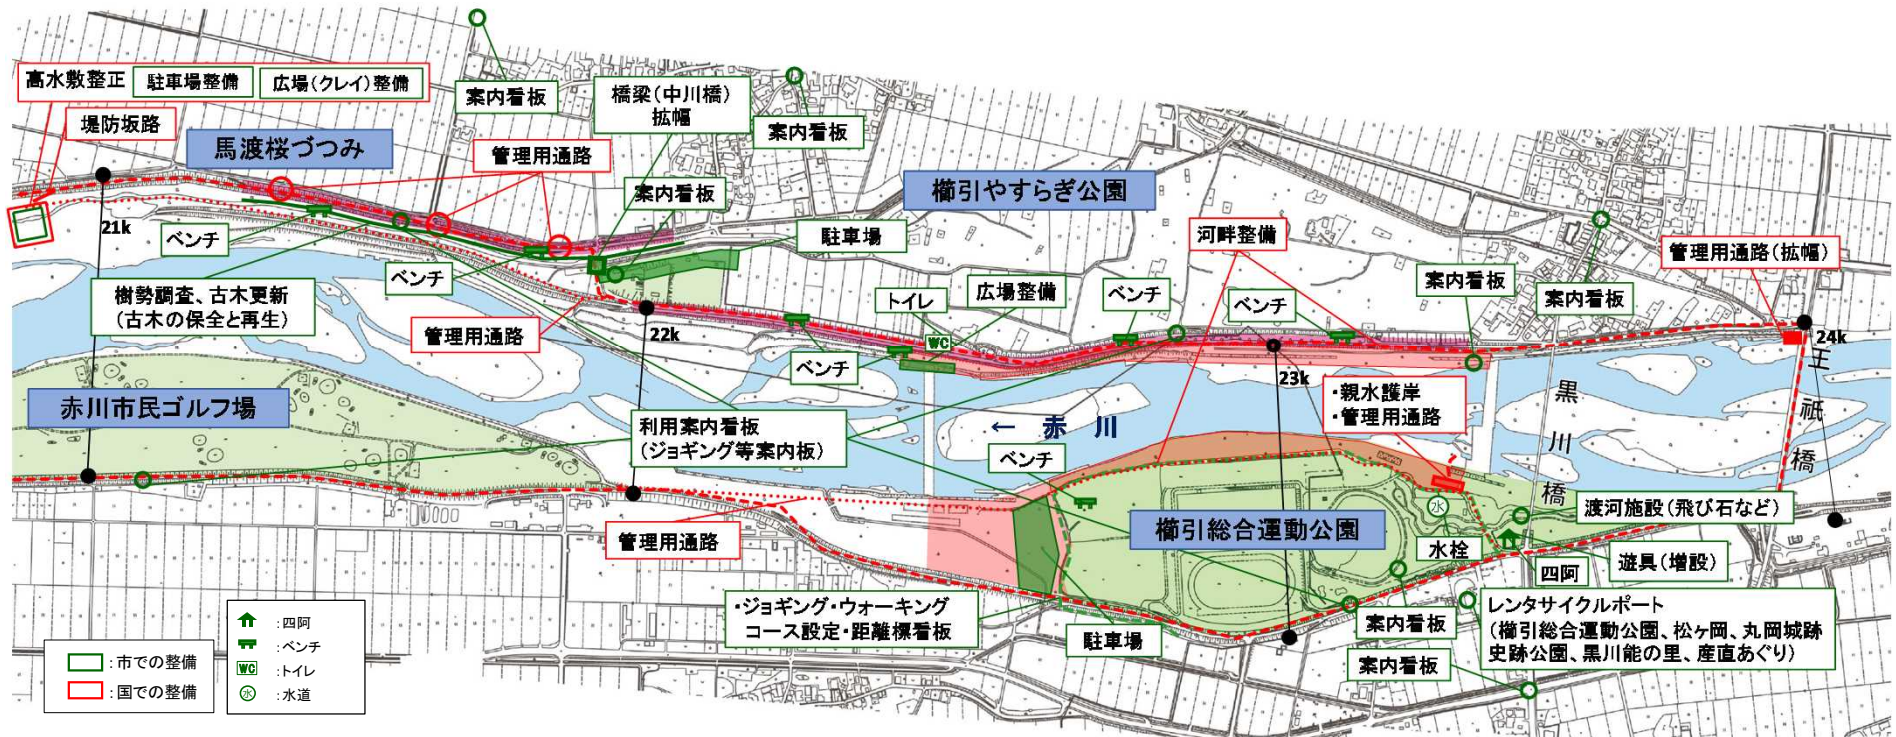 高水敷整正
駐車場整備
広場(クレイ)整備
堤防坂路
馬渡桜づつみ
案内看板
橋梁(中川橋)
拡幅
案内看板
管理用通路
案内看板
櫛引やすらぎ公園
駐車場
河畔整備
管理用通路(拡幅)
21k
ベンチ
ベンチ
樹勢調査、古木更新
(古木の保全と再生)
管理用通路
22k
トイレ
広場整備
ベンチ
ベンチ
案内看板
案内看板
WC
ベンチ
23k
24k
王祇橋
黒川橋
赤川市民ゴルフ場
利用案内看板
(ジョギング等案内板)
← 赤 川
ベンチ
・親水護岸
・管理用通路
管理用通路
櫛引総合運動公園
水
水栓
渡河施設(飛び石など)
四阿
遊具(増設)
・ジョギング・ウォーキング
コース設定・距離標看板
駐車場
案内看板
案内看板
レンタサイクルポート
(櫛引総合運動公園、松ヶ岡、丸岡城跡
史跡公園、黒川能の里、産直あぐり)
:市での整備
:国での整備
:四阿
:ベンチ
WC :トイレ
水 :水道